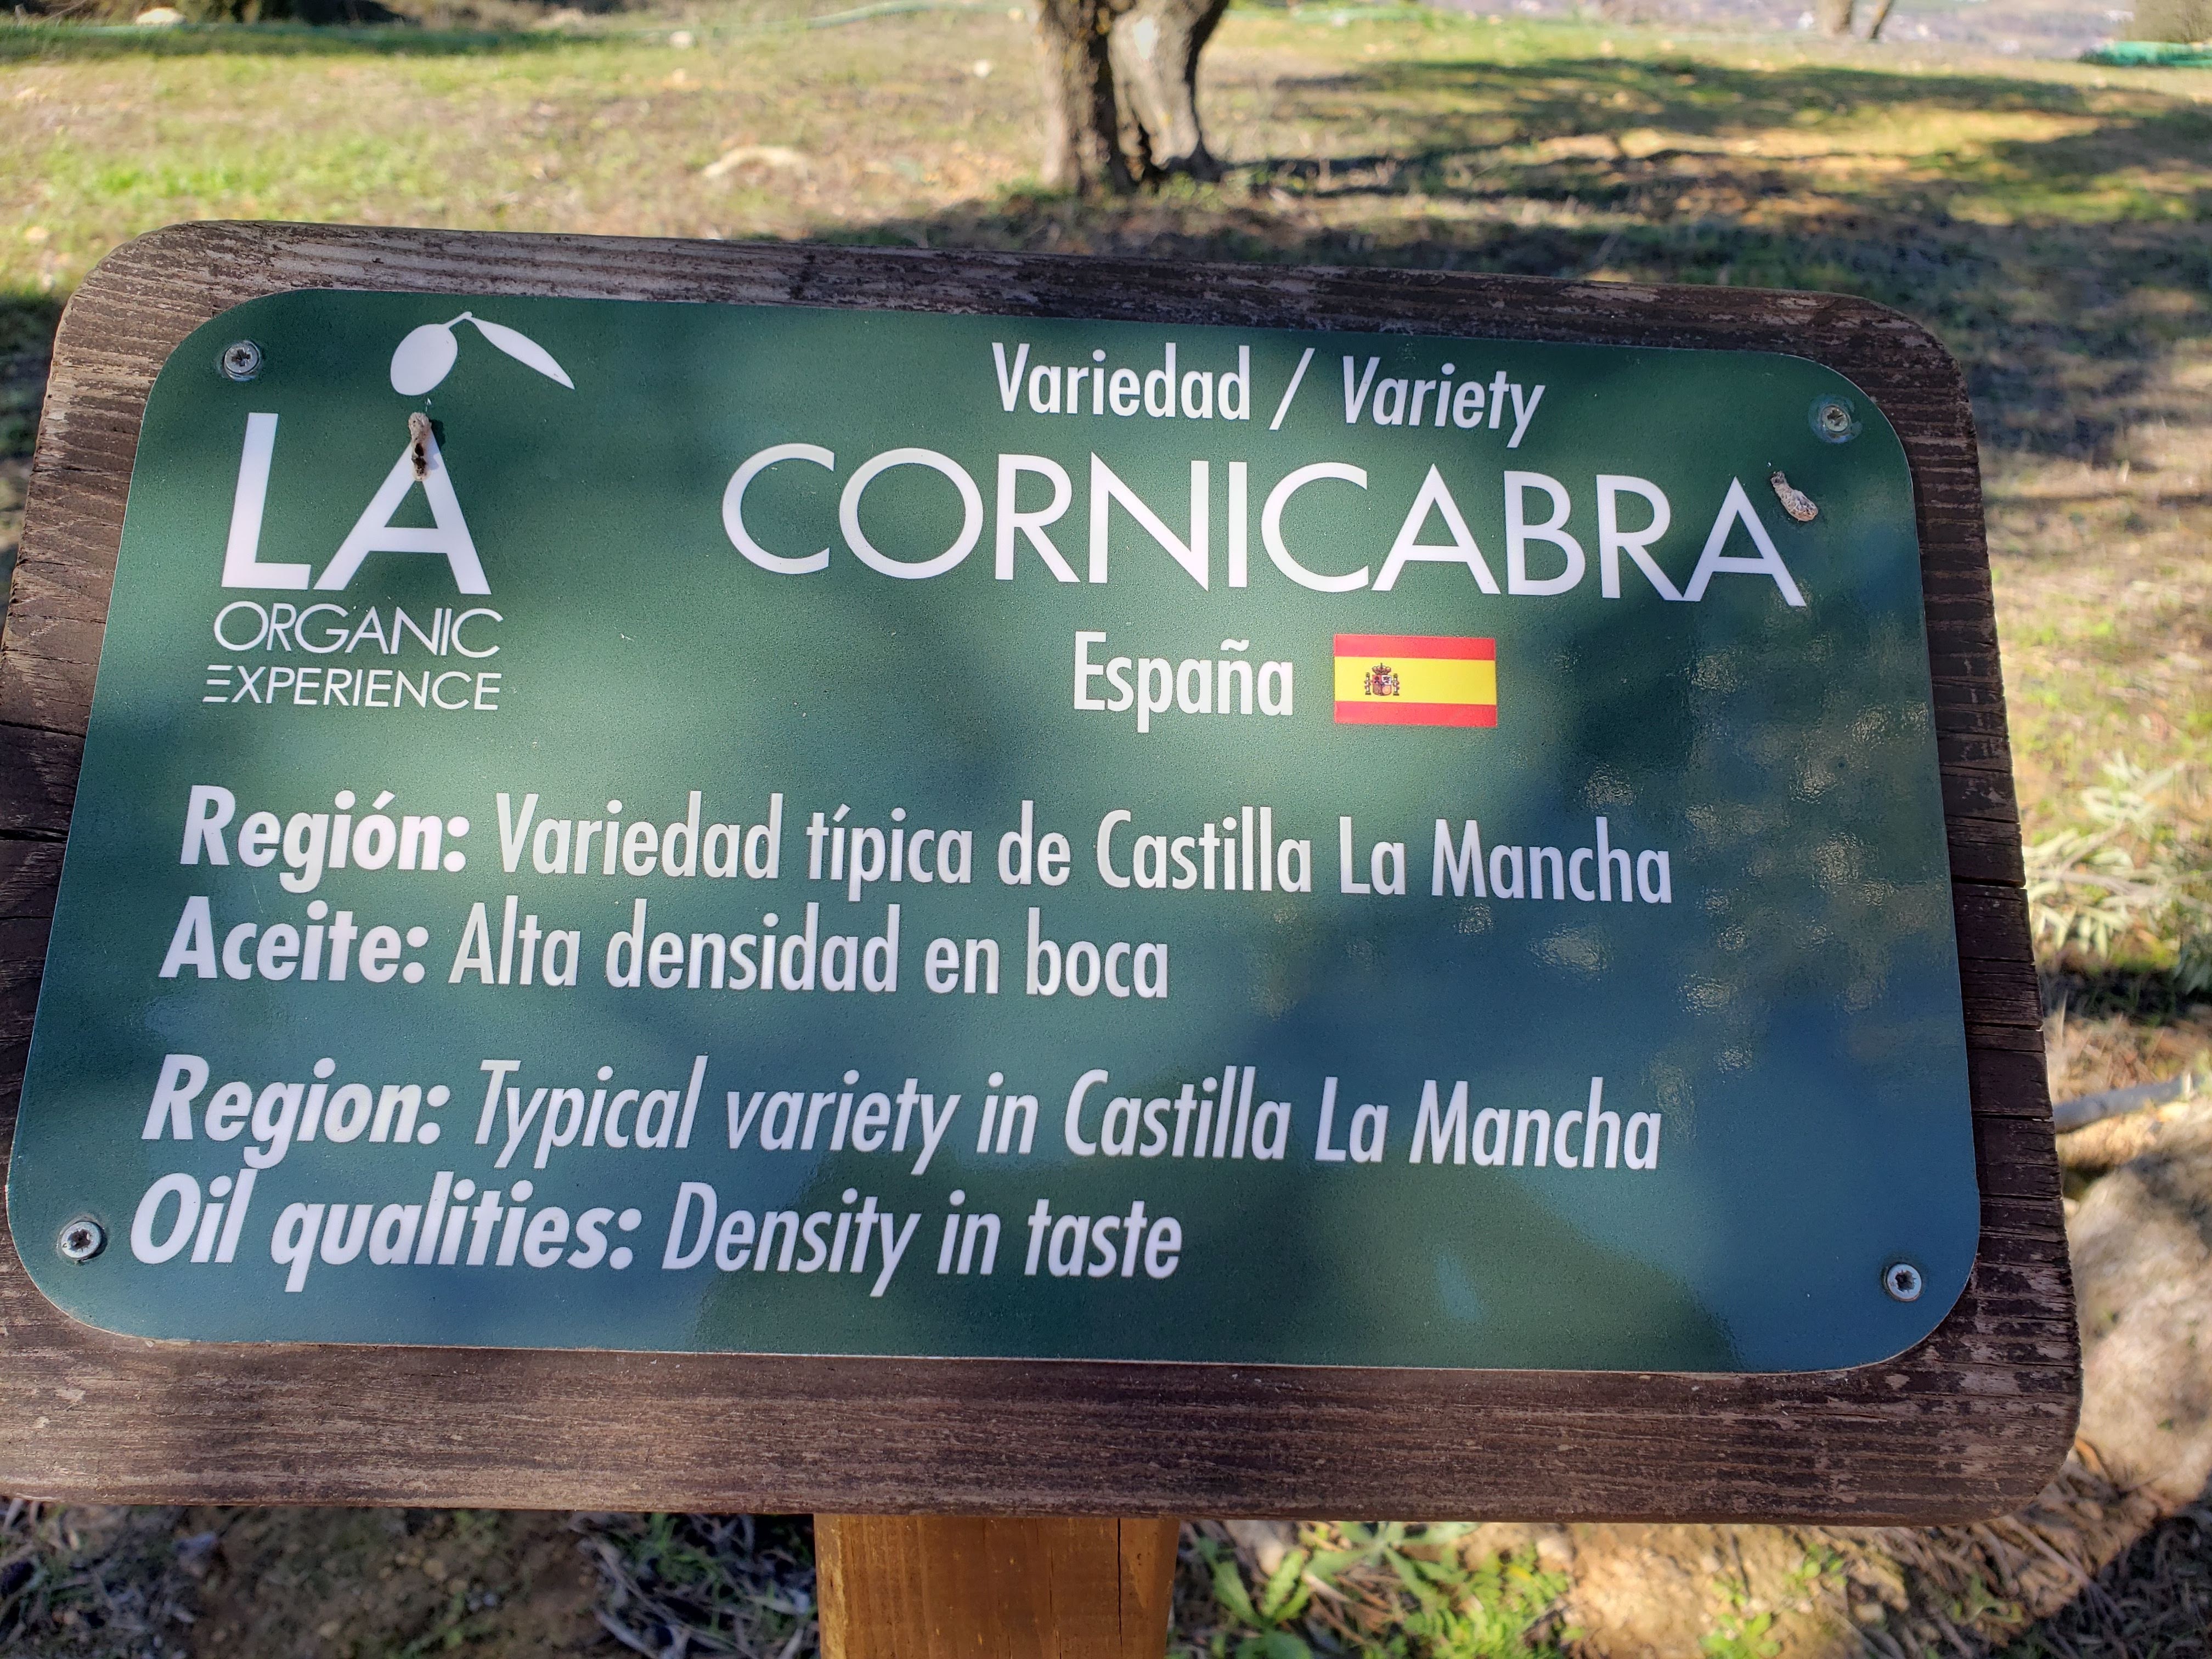 LA
ORGANIC
EXPERIENCE
Variedad / Variety
CORNICABRA
España
Región: Variedad típica de Castilla La Mancha
Aceite: Alta densidad en boca
Region: Typical variety in Castilla La Mancha
Oil qualities: Density in taste